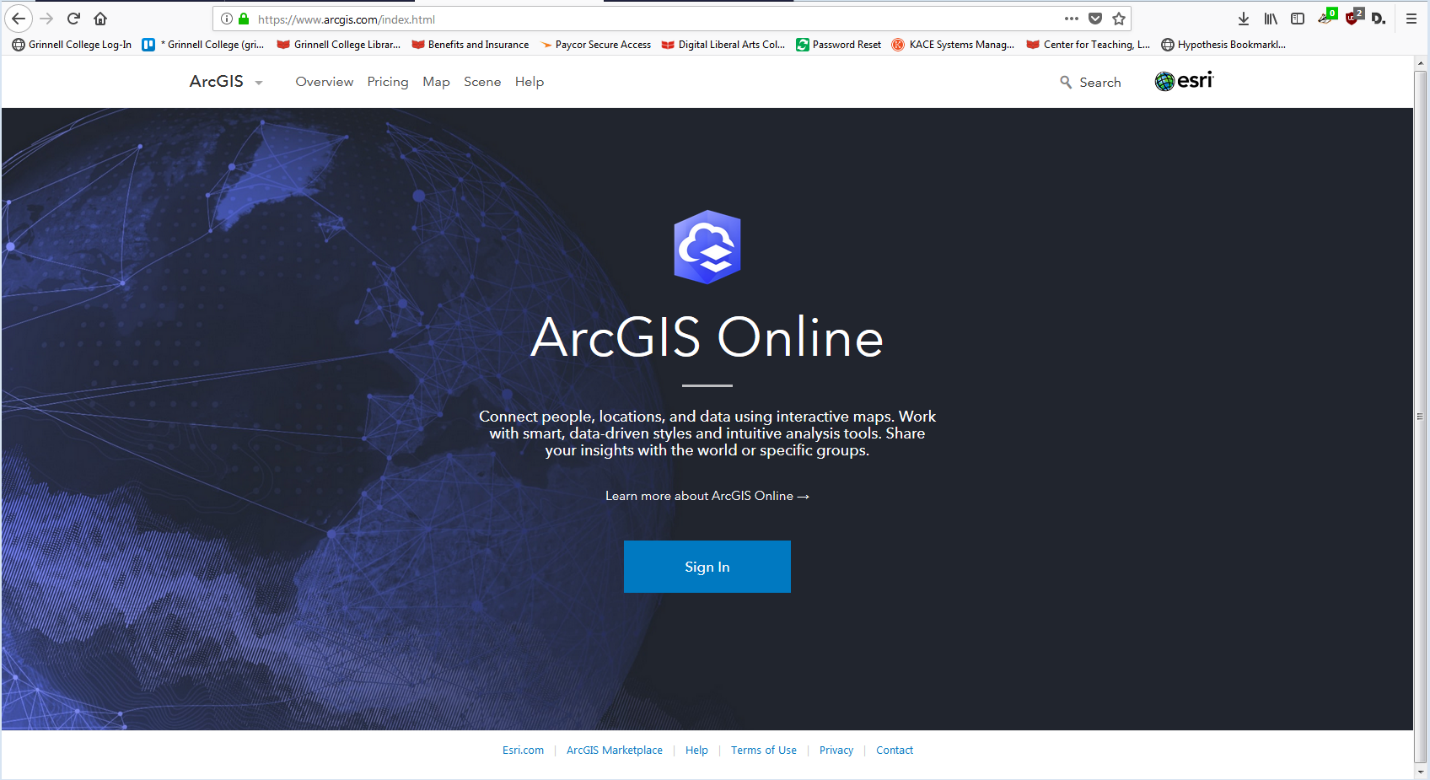 https://www.arcgis.com/index.html
0
2
D.
Grinnell College Log-In
* Grinnell College (gri...
Grinnell College Librar...
Benefits and Insurance
Paycor Secure Access
Digital Liberal Arts Col...
Password Reset
KACE Systems Manag...
Center for Teaching, L...
Hypothesis Bookmarkl...
ArcGIS
Overview
Pricing
Map
Scene
Help
Search
esri
ArcGIS Online
Connect people, locations, and data using interactive maps. Work
with smart, data-driven styles and intuitive analysis tools. Share
your insights with the world or specific groups.
Learn more about ArcGIS Online →
Sign In
Esri.com | ArcGIS Marketplace | Help | Terms of Use | Privacy | Contact